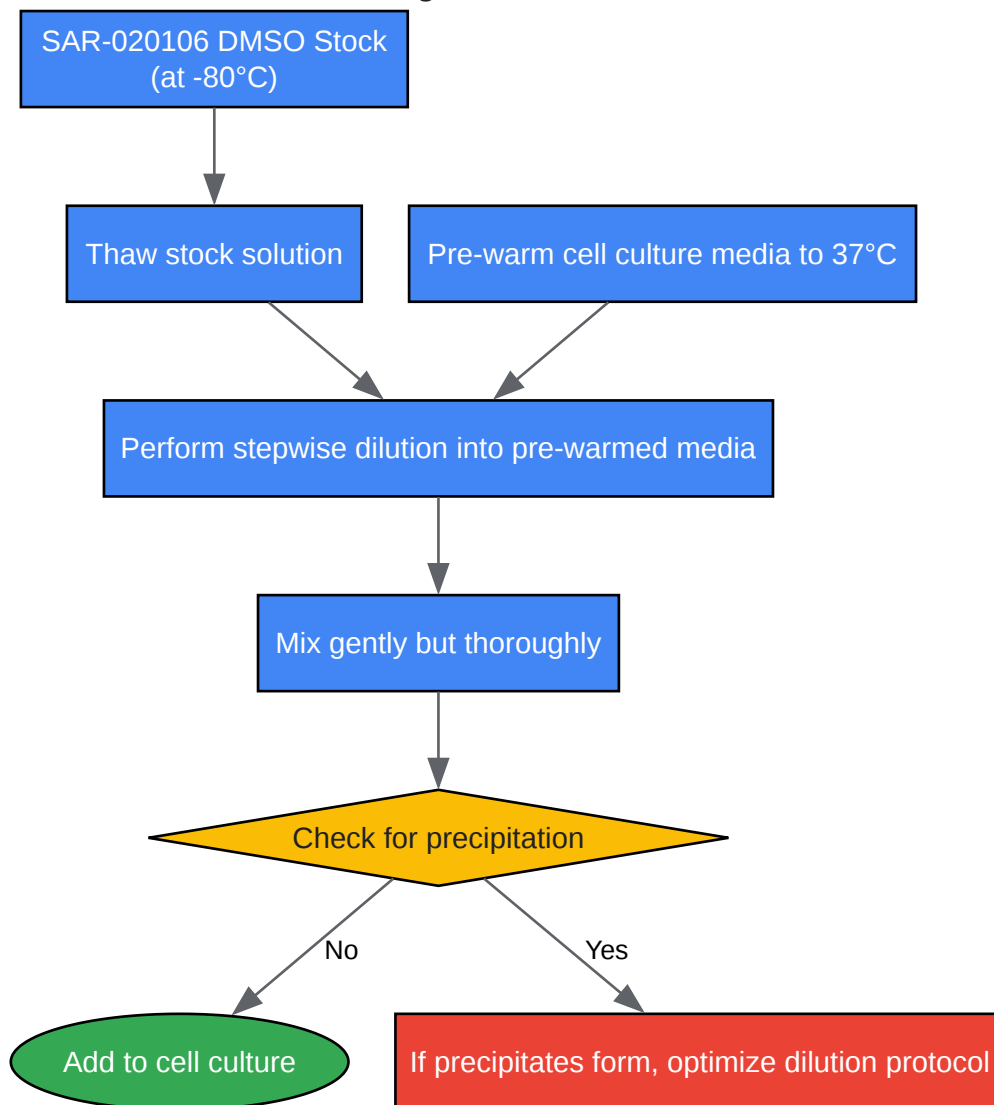 SAR-020106 DMSO Stock
(at -80°C)
Thaw stock solution
Pre-warm cell culture media to 37°C
Perform stepwise dilution into pre-warmed media
Mix gently but thoroughly
Check for precipitation
No
Yes
Add to cell culture
If precipitates form, optimize dilution protocol